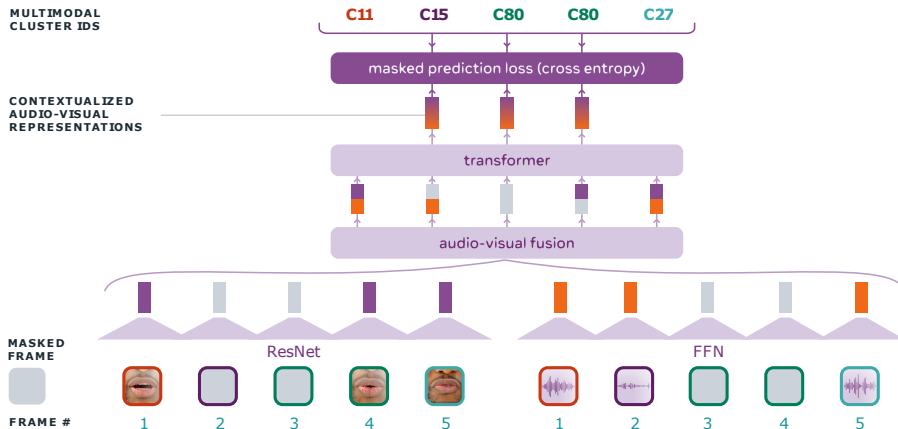 MULTIMODAL
CLUSTER IDS
C11 C15 C80 C80 C27
masked prediction loss (cross entropy)
CONTEXTUALIZED
AUDIO-VISUAL
REPRESENTATIONS
transformer
audio-visual fusion
MASKED
FRAME
ResNet FFN
FRAME # 1 2 3 4 5 1 2 3 4 5